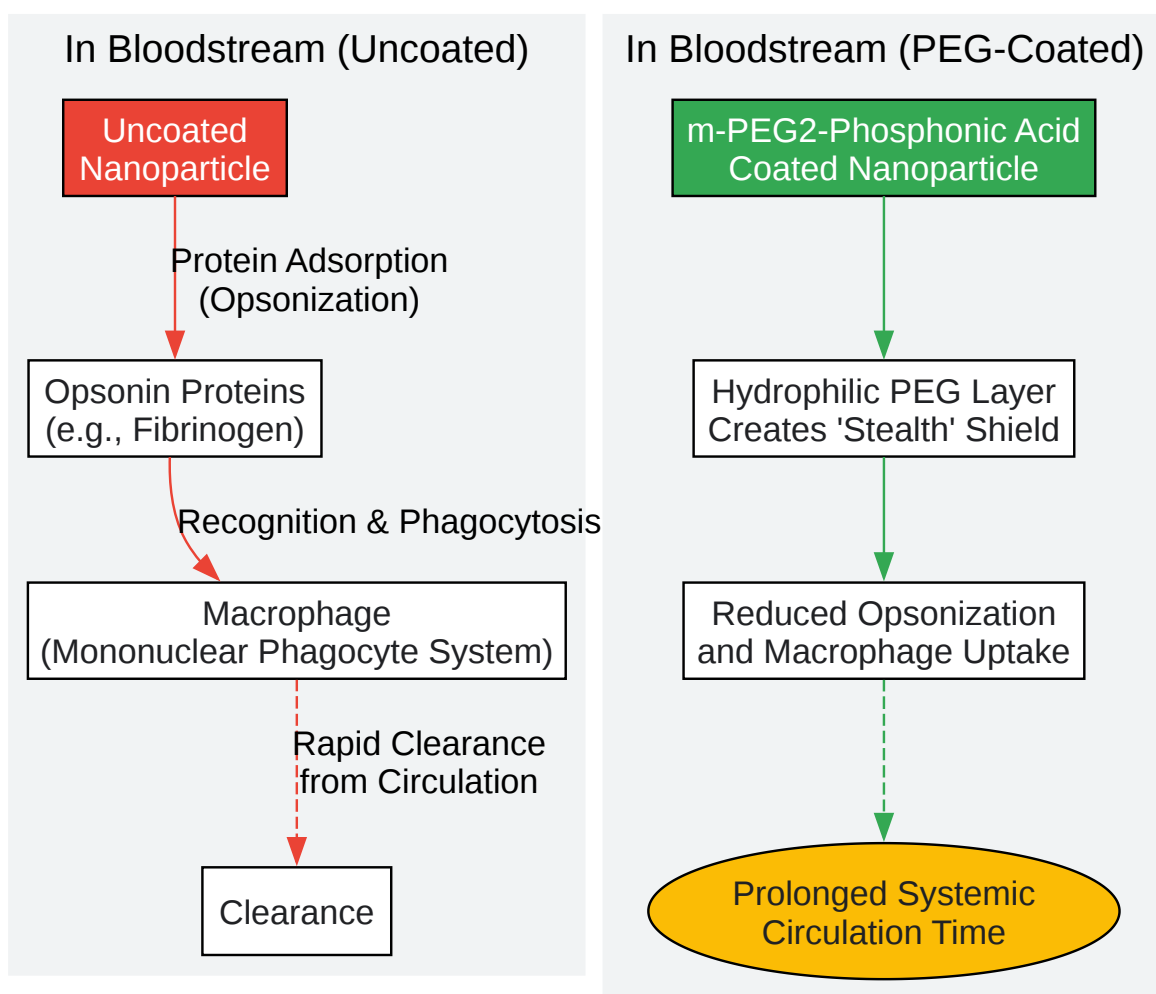 In Bloodstream (Uncoated)
Uncoated
Nanoparticle
Protein Adsorption
(Opsonization)
Opsonin Proteins
(e.g., Fibrinogen)
Recognition & Phagocytosis
Macrophage
(Mononuclear Phagocyte System)
Rapid Clearance
from Circulation
Clearance
In Bloodstream (PEG-Coated)
m-PEG2-Phosphonic Acid
Coated Nanoparticle
Hydrophilic PEG Layer
Creates 'Stealth' Shield
Reduced Opsonization
and Macrophage Uptake
Prolonged Systemic
Circulation Time